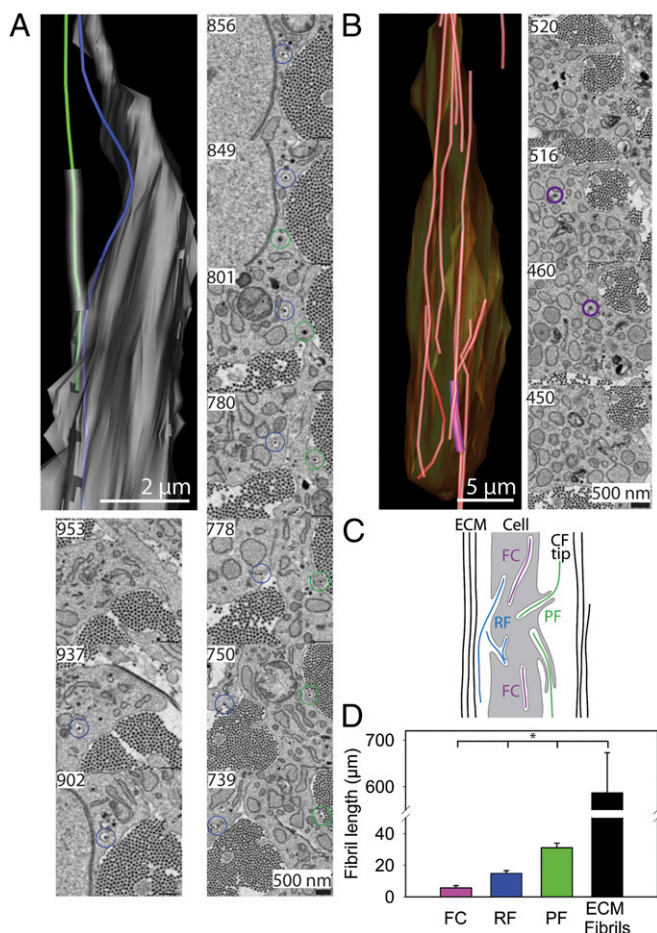 A
856
849
801
780
2 µm
953
778
937
750
902
739
500 nm
B
520
516
460
450
5 µm
500 nm
C
ECM
Cell
CF
tip
FC
RF
PF
FC
D
Fibril length (µm)
700
600
40
20
0
*
FC
RF
PF
ECM
Fibrils